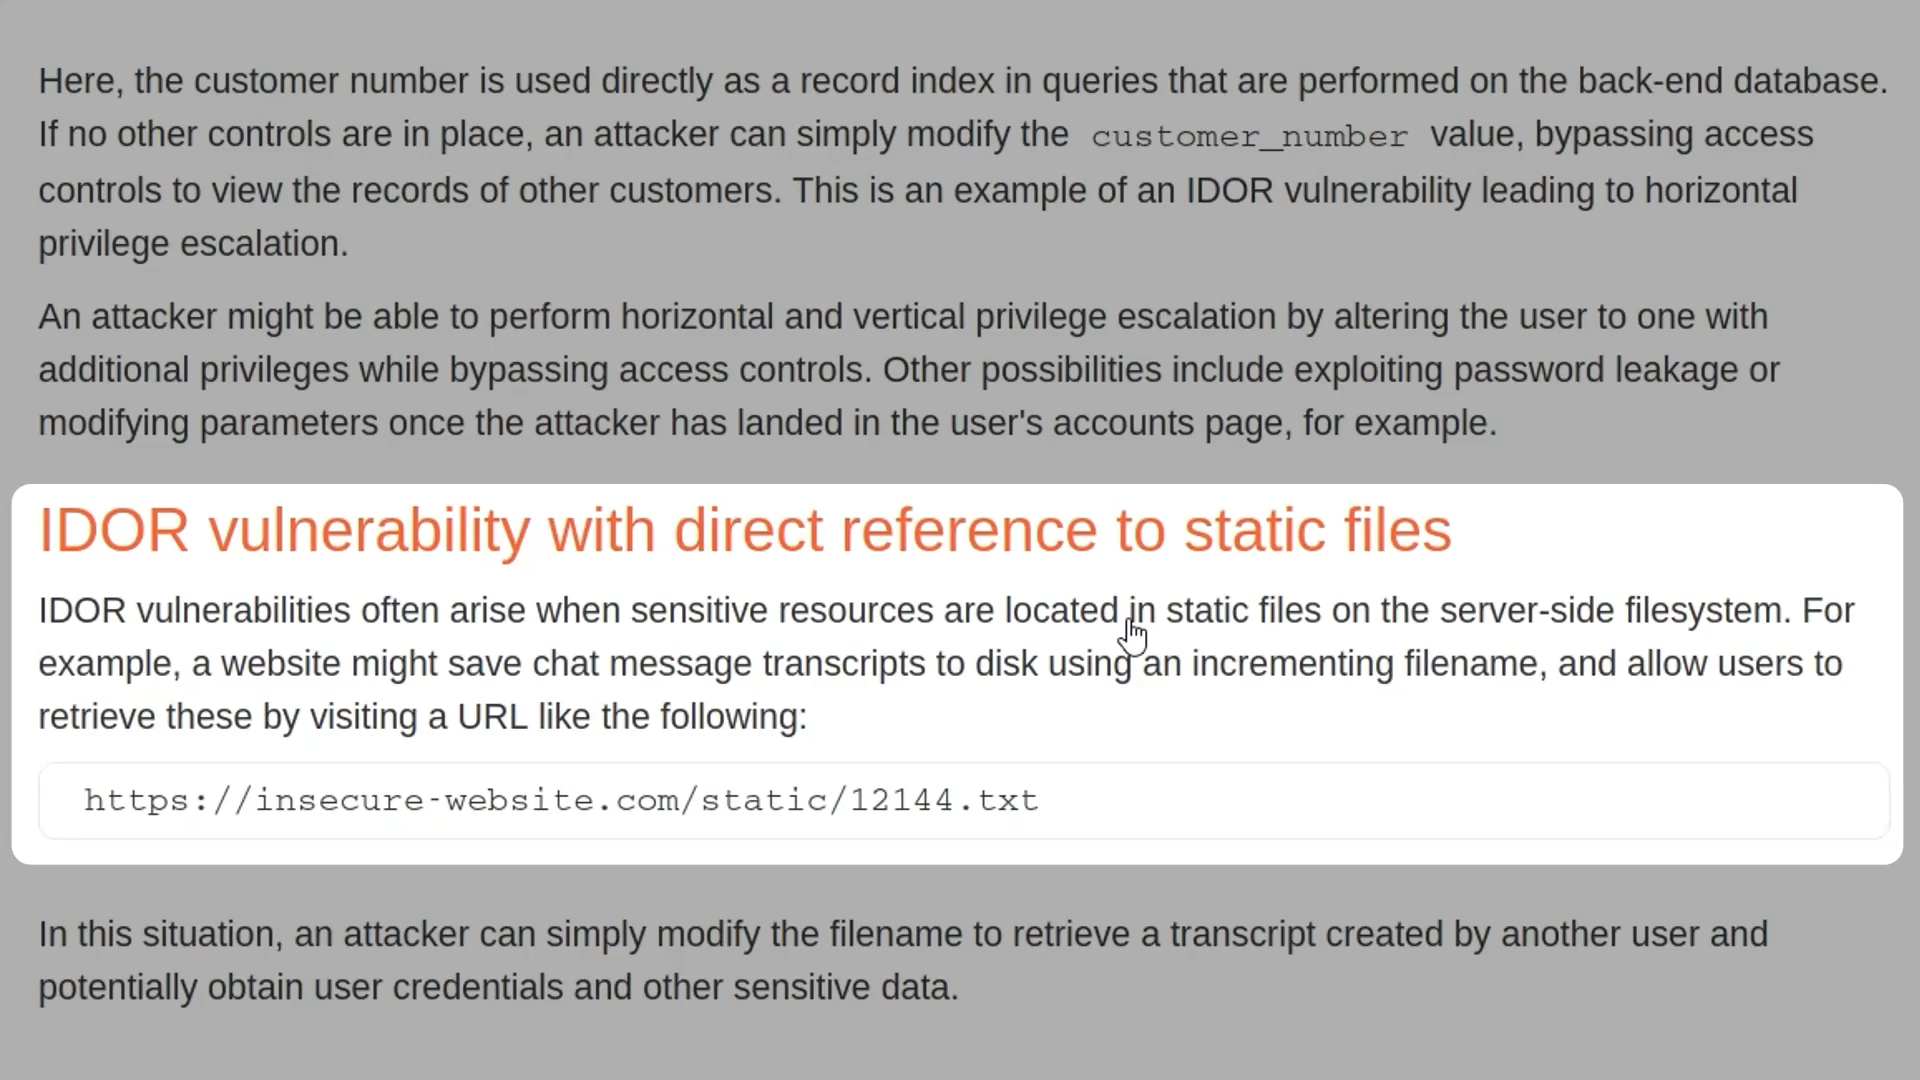 Here, the customer number is used directly as a record index in queries that are performed on the back-end database.
If no other controls are in place, an attacker can simply modify the customer_number value, bypassing access
controls to view the records of other customers. This is an example of an IDOR vulnerability leading to horizontal
privilege escalation.
An attacker might be able to perform horizontal and vertical privilege escalation by altering the user to one with
additional privileges while bypassing access controls. Other possibilities include exploiting password leakage or
modifying parameters once the attacker has landed in the user's accounts page, for example.
IDOR vulnerability with direct reference to static files
IDOR vulnerabilities often arise when sensitive resources are located in static files on the server-side filesystem. For
example, a website might save chat message transcripts to disk using an incrementing filename, and allow users to
retrieve these by visiting a URL like the following:
https://insecure-website.com/static/12144.txt
In this situation, an attacker can simply modify the filename to retrieve a transcript created by another user and
potentially obtain user credentials and other sensitive data.